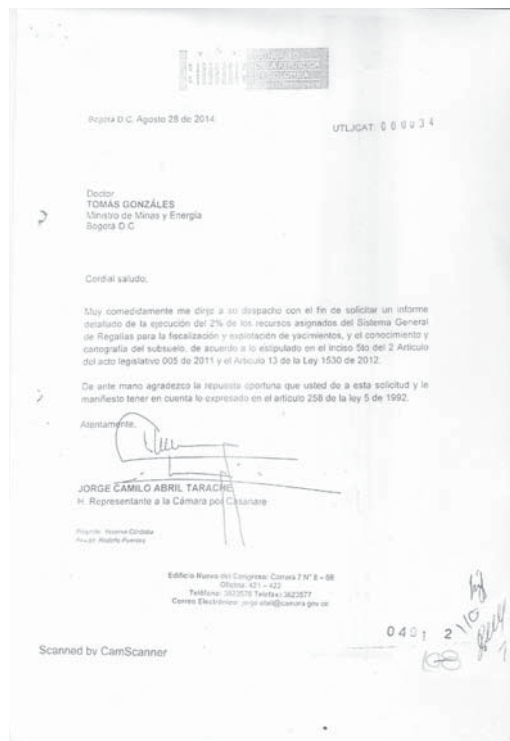 Bogotá D.C. Agosto 28 de 2014
UTLJCAT
Doctor
TOMÁS GONZÁLES
Ministro de Minas y Energía
Bogotá D.C
Cordial saludo,
Muy comedidamente me dirijo a su despacho con el fin de solicitar un informe
detallado de la ejecución del 2% de los recursos asignados del Sistema General
de Regalías para la fiscalización y explotación de yacimientos, y el conocimiento y
cartografía del subsuelo, de acuerdo a lo estipulado en el inciso 5to del 2 Artículo
del acto legislativo 005 de 2011 y el Artículo 13 de la Ley 1530 de 2012.
De ante mano agradezco la repuesta oportuna que usted de a esta solicitud y le
manifiesto tener en cuenta lo expresado en el artículo 258 de la ley 5 de 1992.
Atentamente,
JORGE CAMILO ABRIL TARACHE
H. Representante a la Cámara por Casanare
Edificio Nuevo del Congreso: Carrera 7 N° 8 – 68
Oficina: 421 – 422
Teléfono: 3823578 Telefax: 3823577
Correo Electrónico:
Scanned by CamScanner